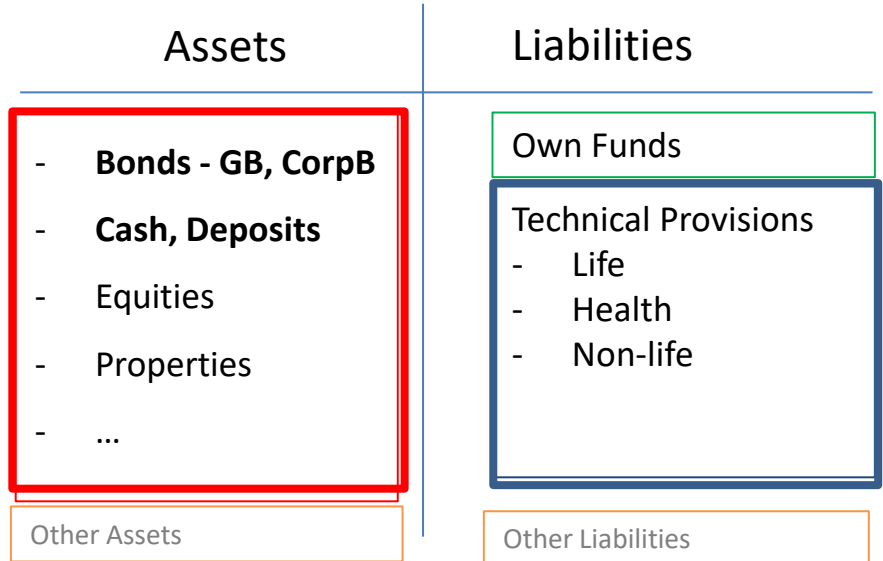 Assets
Liabilities
- Bonds - GB, CorpB
- Cash, Deposits
- Equities
- Properties
- ...
Other Assets
Own Funds
Technical Provisions
- Life
- Health
- Non-life
Other Liabilities